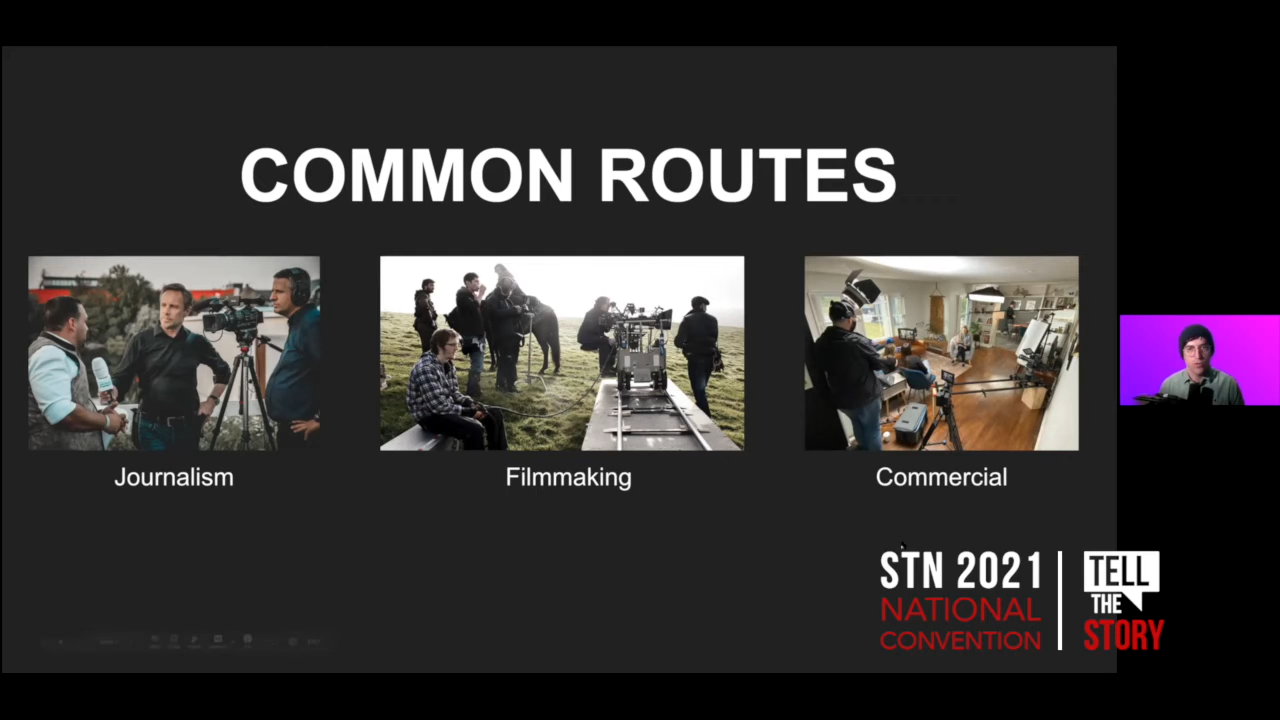 COMMON ROUTES
Journalism
Filmmaking
Commercial
STN 2021
NATIONAL
CONVENTION
TELL
THE
STORY